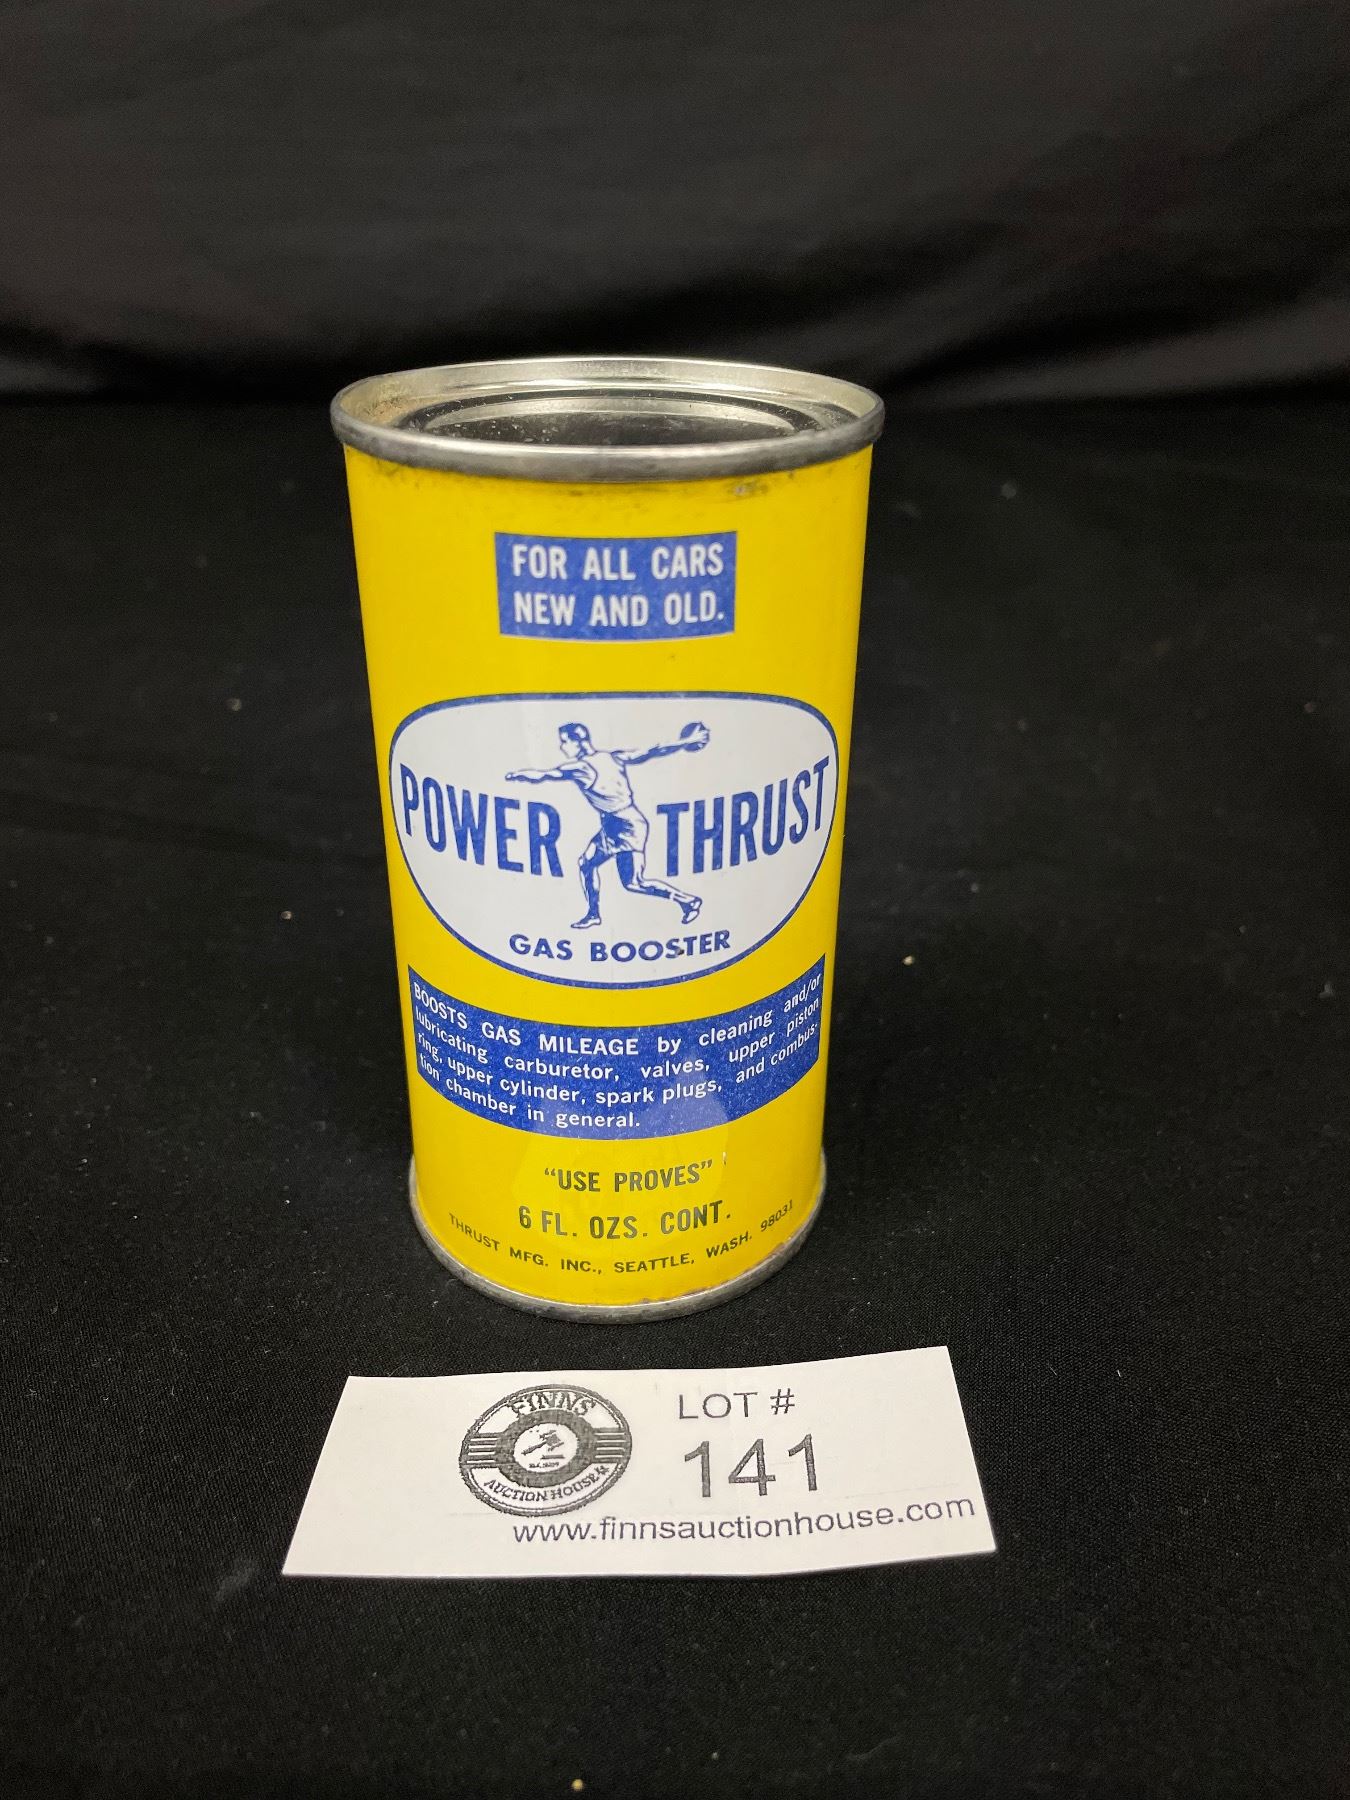 FOR ALL CARS
NEW AND OLD.
POWER THRUST
GAS BOOSTER
BOOSTS GAS MILEAGE by cleaning and/or
lubricating carburetor, valves, upper piston
ring, upper cylinder, spark plugs, and combus-
tion chamber in general.
"USE PROVES"
6 FL. OZS. CONT.
THRUST MFG. INC., SEATTLE, WASH. 98031
FINNS
AUCTION HOUSE
LOT #
141
www.finnsauctionhouse.com